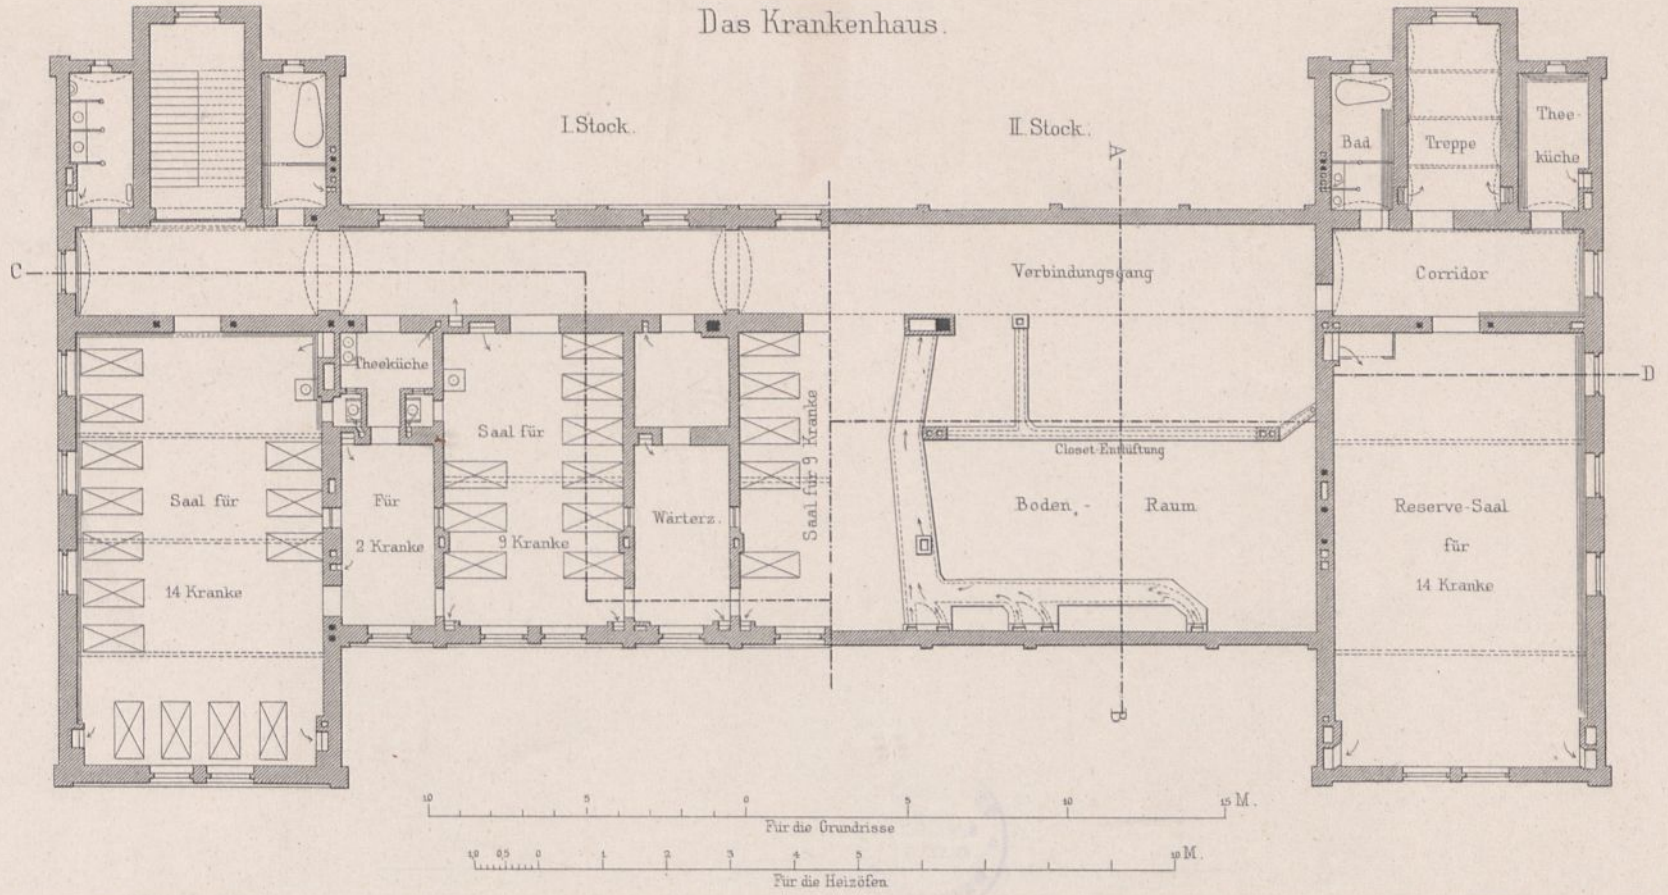 Das Krankenhaus.
I. Stock.
II. Stock.
A
Bad
Treppe
Thee-
küche
C
Verbindungsgang
Corridor
Theeküche
D
Saal für
14 Kranke
Für
2 Kranke
Saal für
9 Kranke
Wärterz.
Saal für 9 Kranke
Closet-Entlüftung
Boden-Raum
Reserve-Saal
für
14 Kranke
B
10 5 0 5 10 15 M.
Für die Grundrisse
1,0 0,5 0 1 2 3 4 5 10 M.
Für die Heizöfen